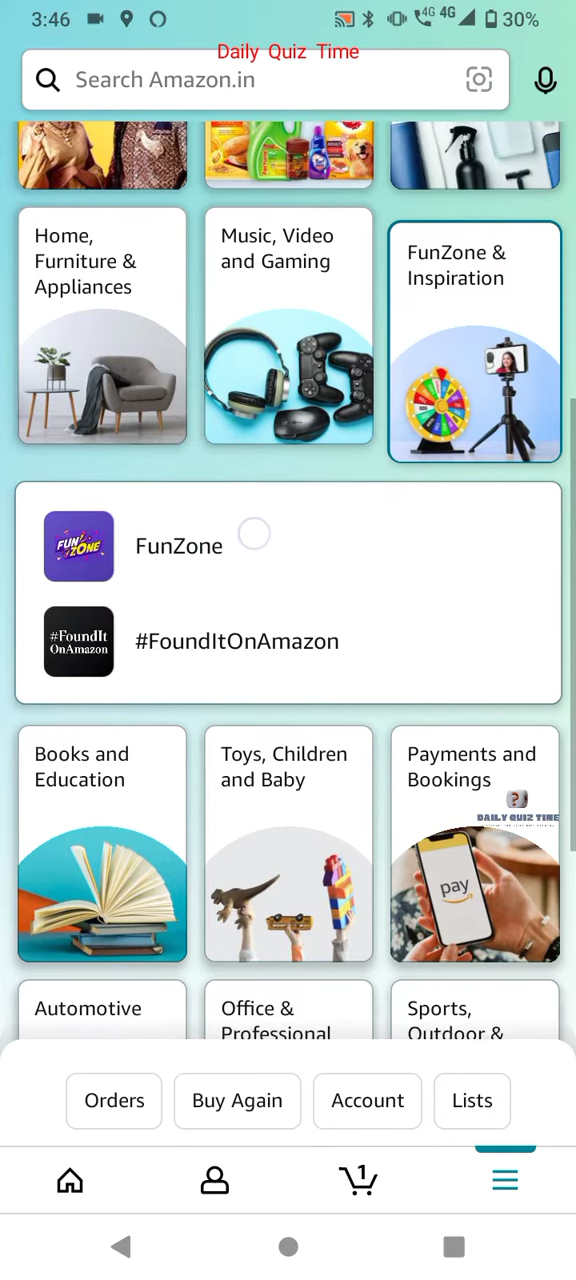 3:46
4G 4G
30%
Daily Quiz Time
Search Amazon.in
Home,
Furniture &
Appliances
Music, Video
and Gaming
FunZone &
Inspiration
FUN
ZONE
FunZone
#FoundIt
OnAmazon
#FoundItOnAmazon
Books and
Education
Toys, Children
and Baby
Payments and
Bookings
?
DAILY QUIZ TIME
pay
Automotive
Office &
Professional
Sports,
Outdoor &
Orders
Buy Again
Account
Lists
1